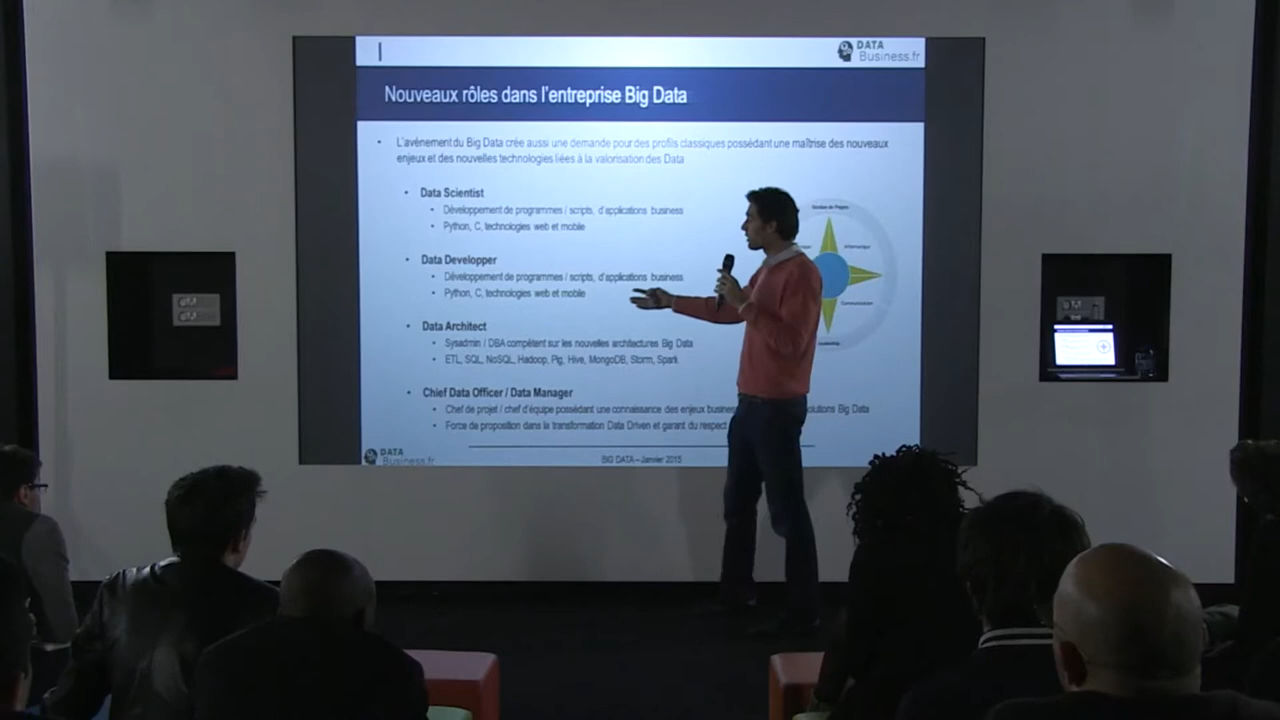 DATA
Business.fr
Nouveaux rôles dans l'entreprise Big Data
• L'avènement du Big Data crée aussi une demande pour des profils classiques possédant une maîtrise des nouveaux
enjeux et des nouvelles technologies liées à la valorisation des Data
• Data Scientist
• Développement de programmes / scripts, d'applications business
• Python, C, technologies web et mobile
• Data Developper
• Développement de programmes / scripts, d'applications business
• Python, C, technologies web et mobile
• Data Architect
• Sysadmin / DBA compétent sur les nouvelles architectures Big Data
• ETL, SQL, NoSQL, Hadoop, Pig, Hive, MongoDB, Storm, Spark
• Chief Data Officer / Data Manager
• Chef de projet / chef d'équipe possédant une connaissance des enjeux business Big Data
• Force de proposition dans la transformation Data Driven et garant du respect
Gestion de Projets
Informatique
Communication
DATA
Business.fr
BIG DATA – Janvier 2015